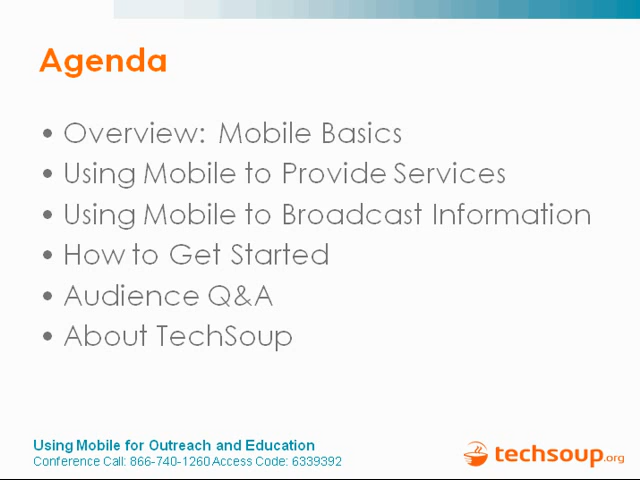 Agenda
• Overview: Mobile Basics
• Using Mobile to Provide Services
• Using Mobile to Broadcast Information
• How to Get Started
• Audience Q&A
• About TechSoup
Using Mobile for Outreach and Education
Conference Call: 866-740-1260 Access Code: 6339392
techsoup.org